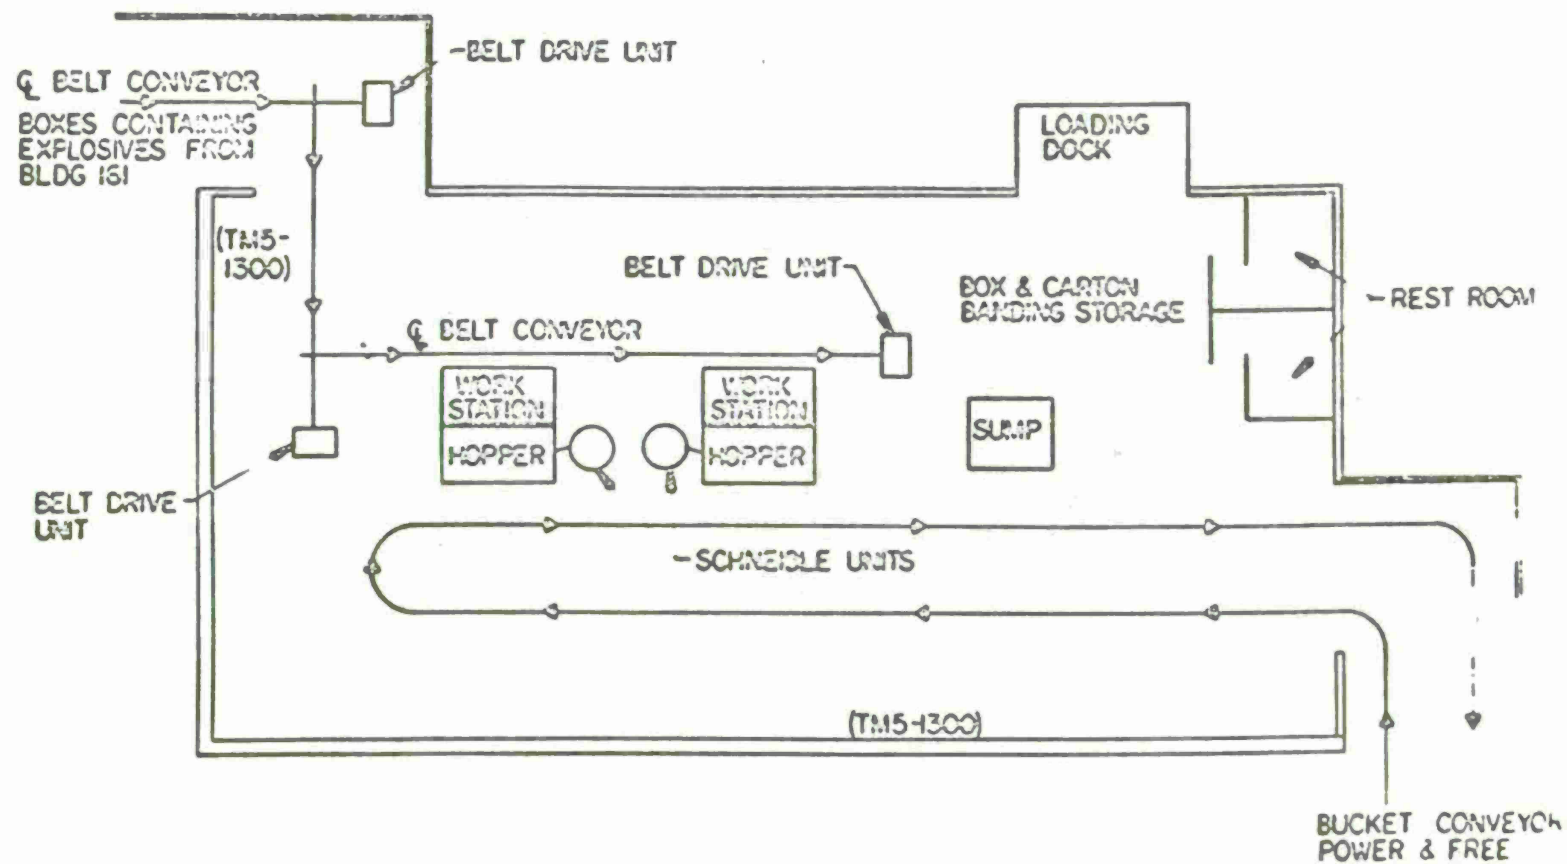 -BELT DRIVE UNIT
℄ BELT CONVEYOR
BOXES CONTAINING
EXPLOSIVES FROM
BLDG 161
LOADING
DOCK
(TM5-
1300)
BELT DRIVE UNIT
BOX & CARTON
BANDING STORAGE
REST ROOM
℄ BELT CONVEYOR
WORK
STATION
HOPPER
WORK
STATION
HOPPER
SUMP
BELT DRIVE
UNIT
SCHNEIBLE UNITS
(TM5-1300)
BUCKET CONVEYOR
POWER & FREE